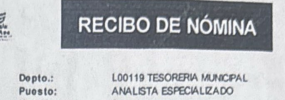 RECIBO DE NÓMINA
Depto.: L00119 TESORERIA MUNICIPAL
Puesto: ANALISTA ESPECIALIZADO